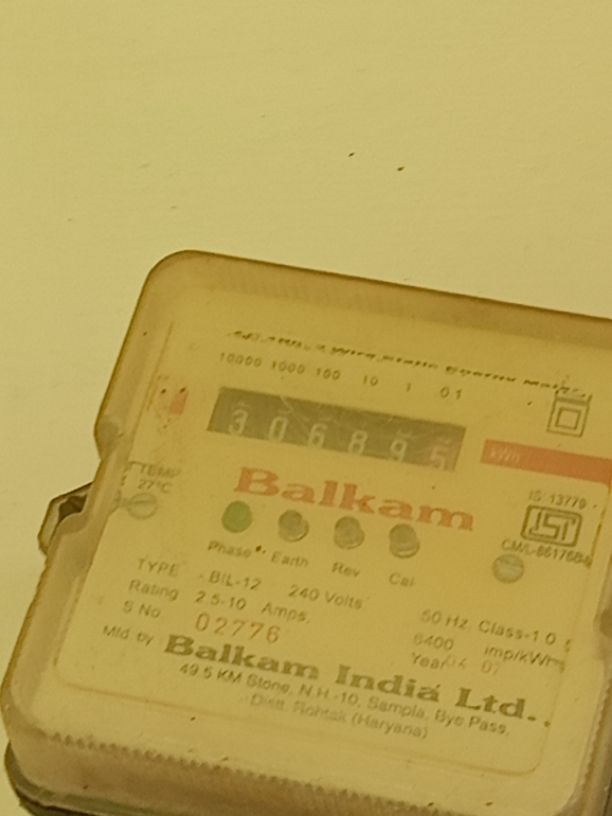 10000 1000 100 10 1 0.1
306895
kWh
TEMP
27°C
Balkam
IS 13779
ISI
Phase Earth Rev Cal
TYPE - BIL-12 240 Volts
50 Hz Class-1.0
Rating 2.5-10 Amps.
6400 imp/kWh
S No 02776
Year
Mfd. by Balkam India Ltd.
49.5 KM Stone, N.H.-10, Sampla, Bye Pass,
Distt. Rohtak (Haryana)